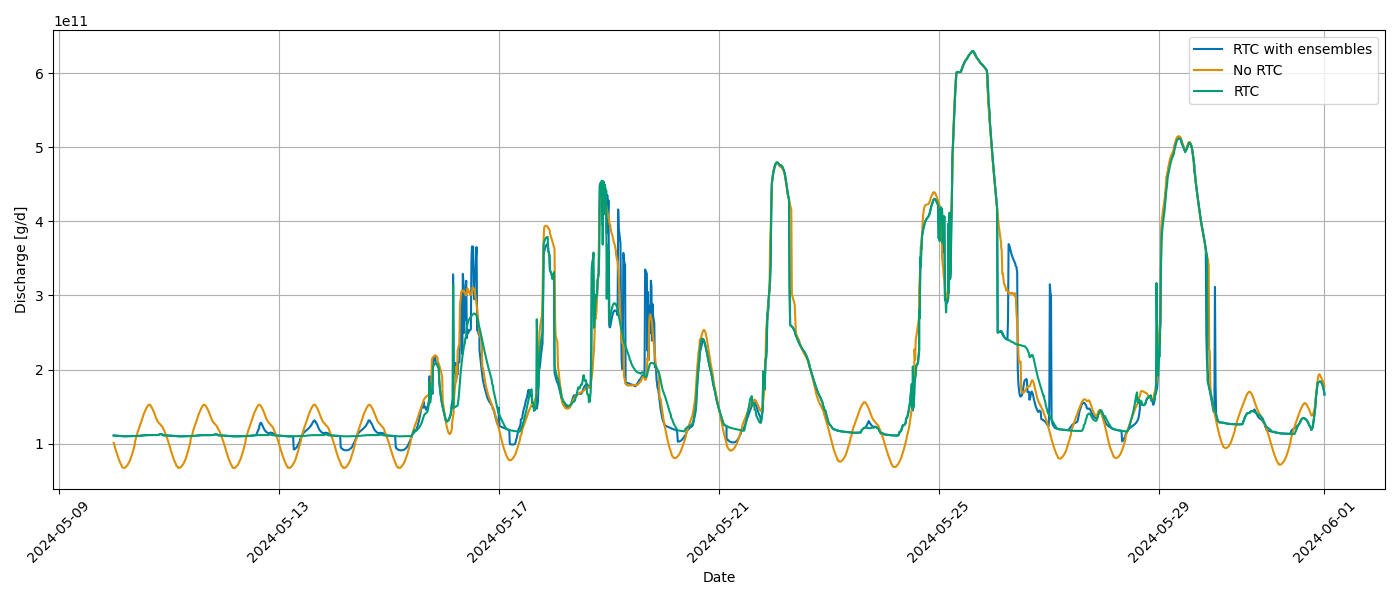 1e11
RTC with ensembles
No RTC
RTC
6
5
4
3
2
1
Discharge [g/d]
2024-05-09
2024-05-13
2024-05-17
2024-05-21
2024-05-25
2024-05-29
2024-06-01
Date